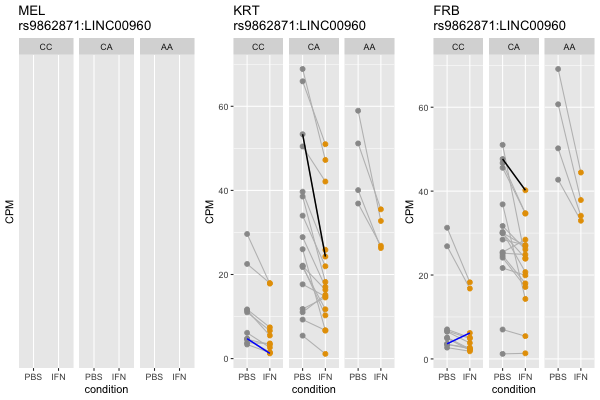 MEL
rs9862871:LINC00960
CC CA AA
CPM
PBS IFN PBS IFN PBS IFN
KRT
rs9862871:LINC00960
CC CA AA
CPM
60
40
20
0
PBS IFN PBS IFN PBS IFN
condition
FRB
rs9862871:LINC00960
CC CA AA
CPM
60
40
20
0
PBS IFN PBS IFN PBS IFN
condition
condition